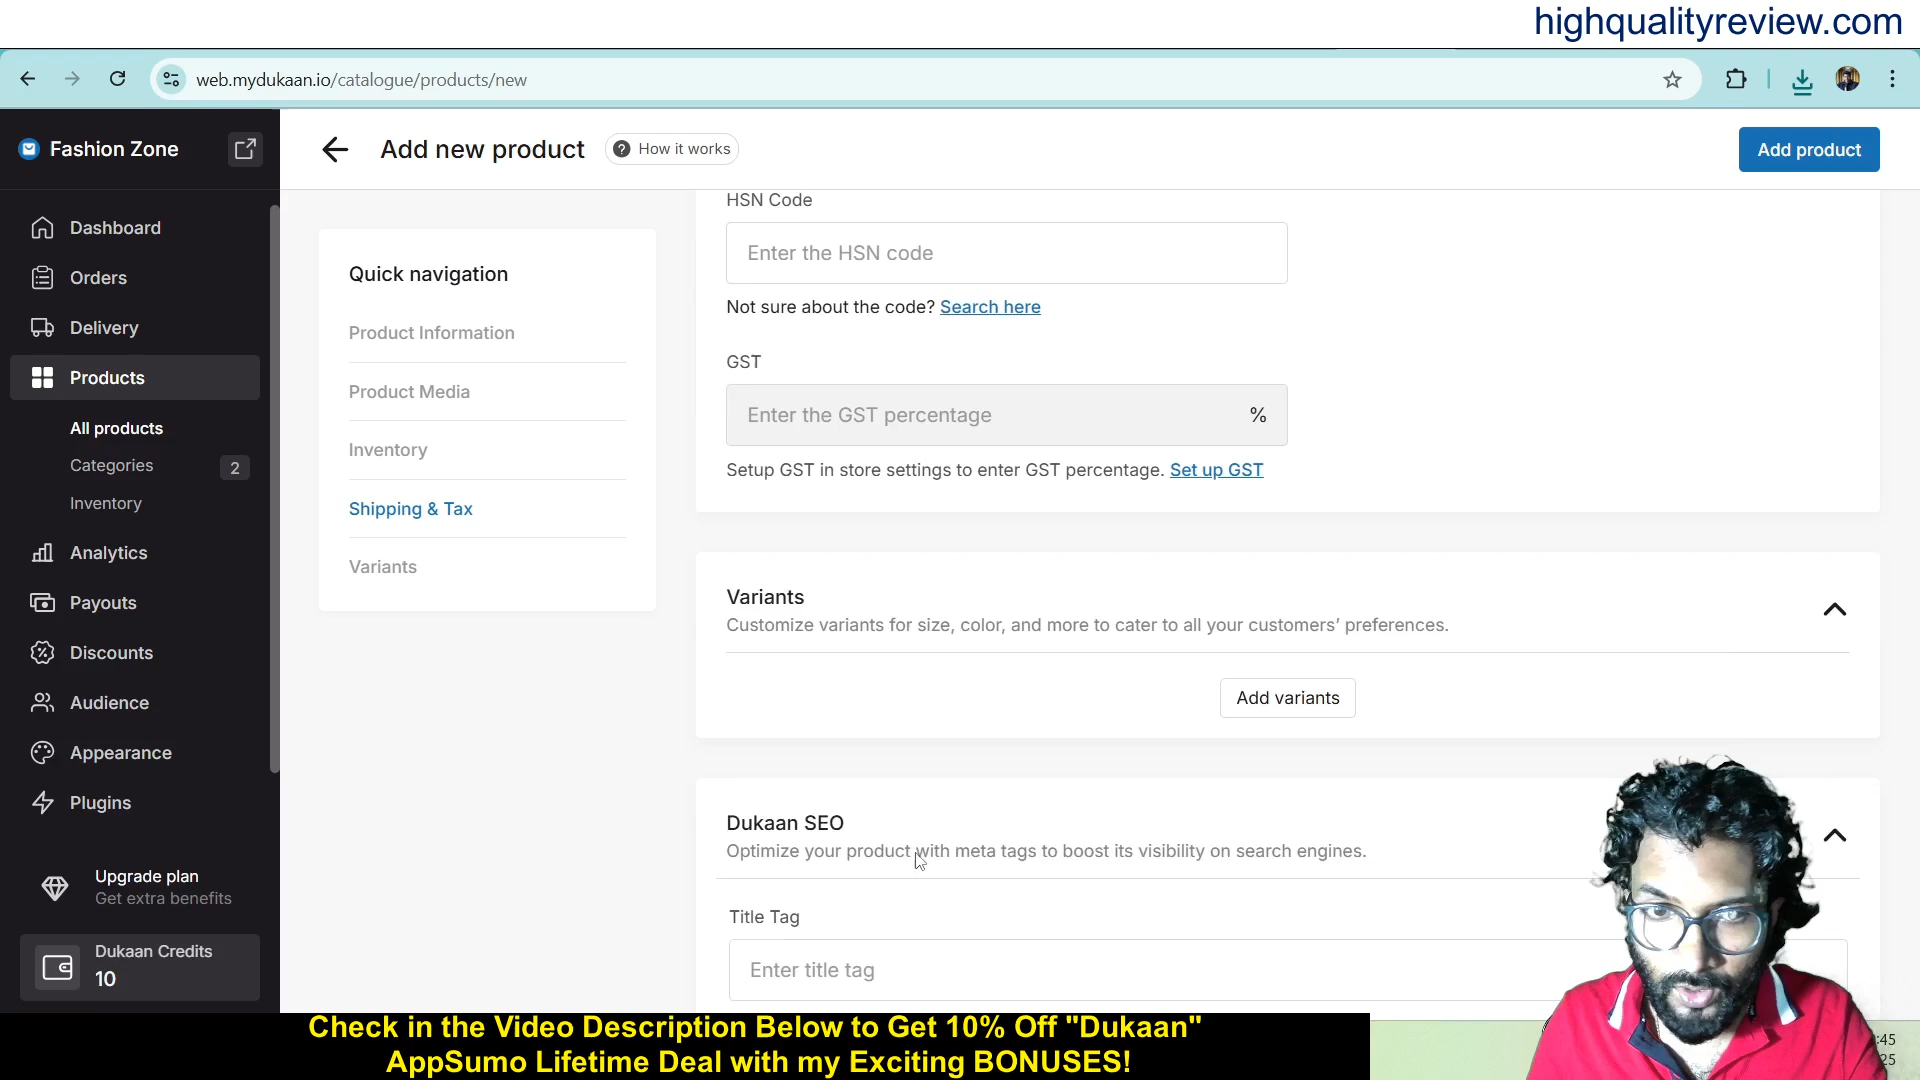 highqualityreview.com
web.mydukaan.io/catalogue/products/new
Fashion Zone
Add new product
How it works
Add product
Dashboard
Orders
Delivery
Products
All products
Categories
2
Inventory
Analytics
Payouts
Discounts
Audience
Appearance
Plugins
Upgrade plan
Get extra benefits
Dukaan Credits
10
Quick navigation
Product Information
Product Media
Inventory
Shipping & Tax
Variants
HSN Code
Enter the HSN code
Not sure about the code? Search here
GST
Enter the GST percentage %
Setup GST in store settings to enter GST percentage. Set up GST
Variants
Customize variants for size, color, and more to cater to all your customers’ preferences.
Add variants
Dukaan SEO
Optimize your product with meta tags to boost its visibility on search engines.
Title Tag
Enter title tag
Check in the Video Description Below to Get 10% Off "Dukaan"
AppSumo Lifetime Deal with my Exciting BONUSES!
:45
25